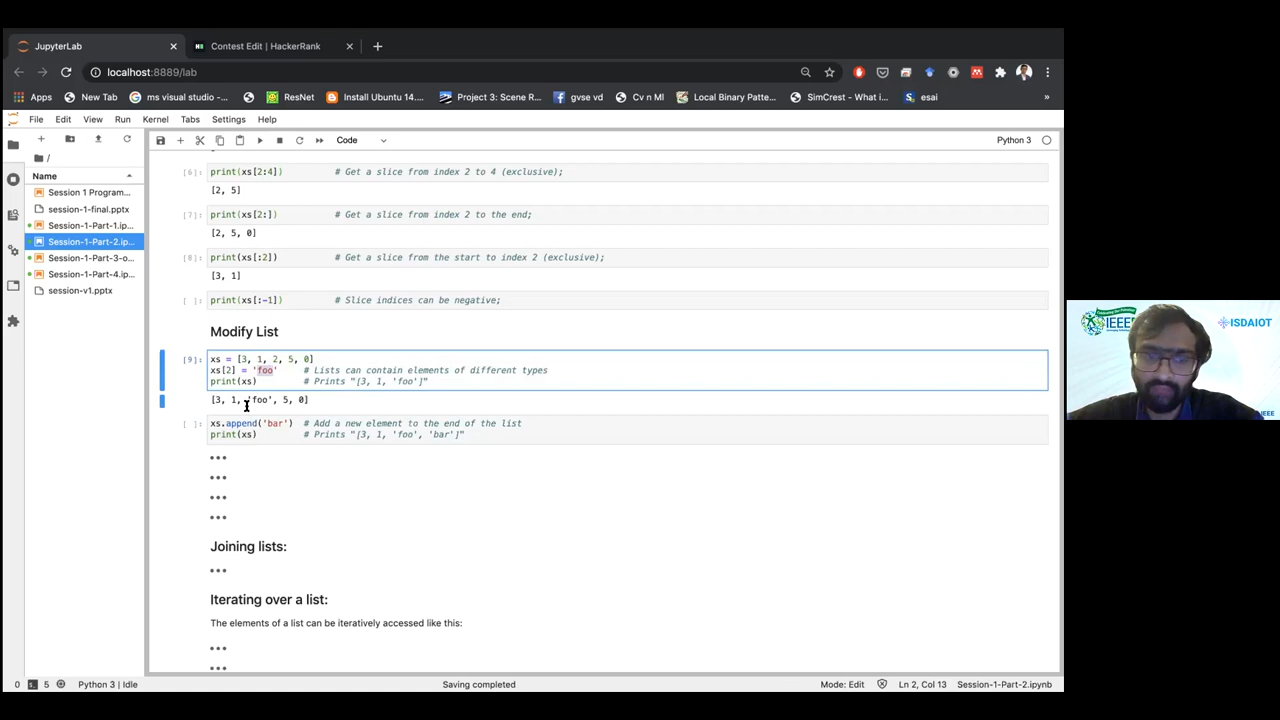 JupyterLab
Contest Edit | HackerRank
localhost:8889/lab
Apps
New Tab
ms visual studio -...
ResNet
Install Ubuntu 14....
Project 3: Scene R...
gvse vd
Cv n Ml
Local Binary Patte...
SimCrest - What i...
esai
»
File Edit View Run Kernel Tabs Settings Help
Code
Python 3
/
Name
Session 1 Program...
session-1-final.pptx
Session-1-Part-1.ip...
Session-1-Part-2.ip...
Session-1-Part-3-o...
Session-1-Part-4.ip...
session-v1.pptx
[6]: print(xs[2:4]) # Get a slice from index 2 to 4 (exclusive);
[2, 5]
[7]: print(xs[2:]) # Get a slice from index 2 to the end;
[2, 5, 0]
[8]: print(xs[:2]) # Get a slice from the start to index 2 (exclusive);
[3, 1]
[ ]: print(xs[:-1]) # Slice indices can be negative;
Modify List
[9]: xs = [3, 1, 2, 5, 0]
xs[2] = 'foo' # Lists can contain elements of different types
print(xs) # Prints "[3, 1, 'foo']"
[3, 1, 'foo', 5, 0]
[ ]: xs.append('bar') # Add a new element to the end of the list
print(xs) # Prints "[3, 1, 'foo', 'bar']"
Joining lists:
Iterating over a list:
The elements of a list can be iteratively accessed like this:
0
5
Python 3 | Idle
Saving completed
Mode: Edit
Ln 2, Col 13
Session-1-Part-2.ipynb
IEEE
ISDAIOT
IEEE